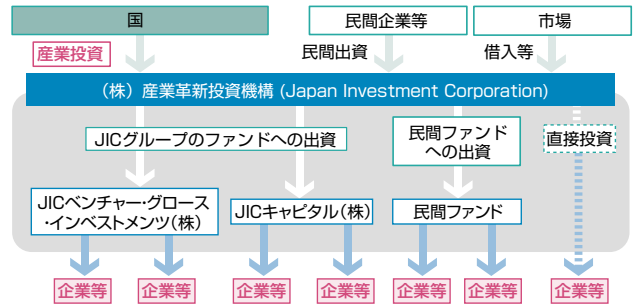 国
民間企業等
市場
産業投資
民間出資
借入等
(株)産業革新投資機構 (Japan Investment Corporation)
JICグループのファンドへの出資
民間ファンド
への出資
直接投資
JICベンチャー・グロース
・インベストメンツ(株)
JICキャピタル(株)
民間ファンド
企業等
企業等
企業等
企業等
企業等
企業等
企業等